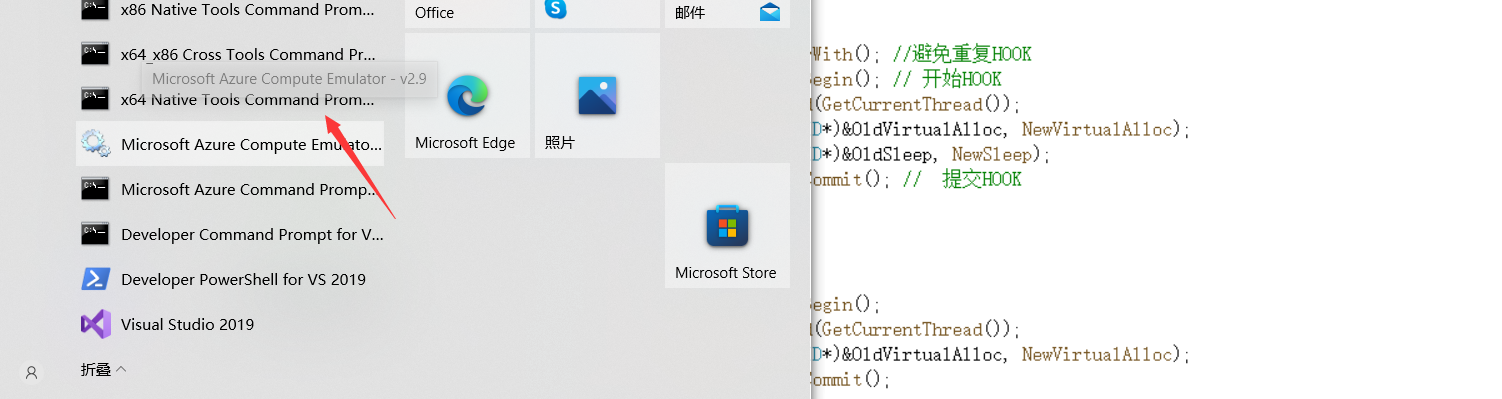 x86 Native Tools Command Prom...
x64_x86 Cross Tools Command Pr...
Microsoft Azure Compute Emulator - v2.9
x64 Native Tools Command Prom...
Microsoft Azure Compute Emulato...
Microsoft Azure Command Promp...
Developer Command Prompt for V...
Developer PowerShell for VS 2019
Visual Studio 2019
折叠
Office
邮件
Microsoft Edge
照片
Microsoft Store
With(); //避免重复HOOK
egin(); // 开始HOOK
(GetCurrentThread());
D*)&OldVirtualAlloc, NewVirtualAlloc);
D*)&OldSleep, NewSleep);
ommit(); // 提交HOOK
egin();
(GetCurrentThread());
D*)&OldVirtualAlloc, NewVirtualAlloc);
ommit();